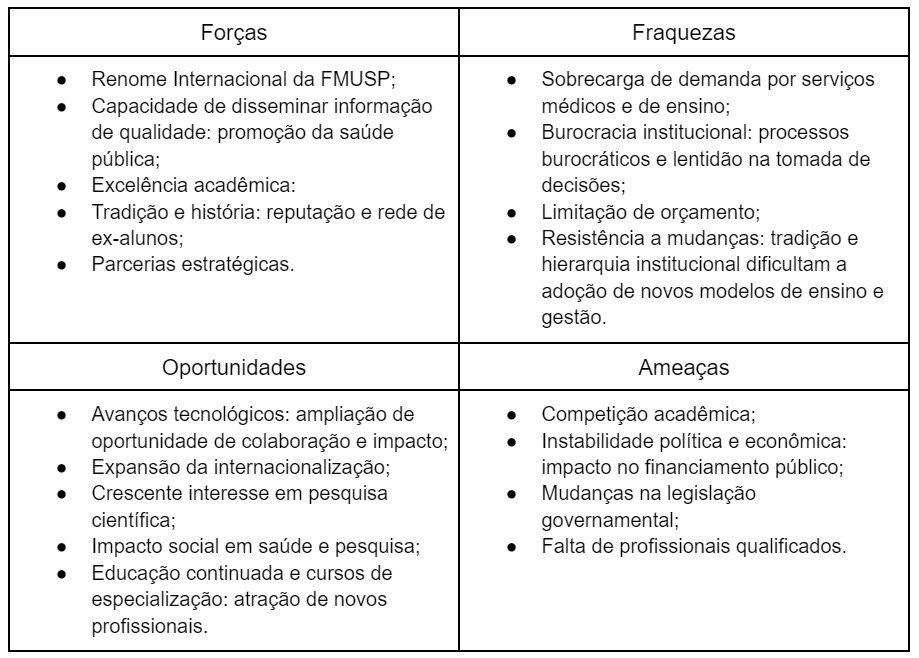 Forças
● Renome Internacional da FMUSP;
● Capacidade de disseminar informação
de qualidade: promoção da saúde
pública;
● Excelência acadêmica:
● Tradição e história: reputação e rede de
ex-alunos;
● Parcerias estratégicas.
Fraquezas
● Sobrecarga de demanda por serviços
médicos e de ensino;
● Burocracia institucional: processos
burocráticos e lentidão na tomada de
decisões;
● Limitação de orçamento;
● Resistência a mudanças: tradição e
hierarquia institucional dificultam a
adoção de novos modelos de ensino e
gestão.
Oportunidades
● Avanços tecnológicos: ampliação de
oportunidade de colaboração e impacto;
● Expansão da internacionalização;
● Crescente interesse em pesquisa
científica;
● Impacto social em saúde e pesquisa;
● Educação continuada e cursos de
especialização: atração de novos
profissionais.
Ameaças
● Competição acadêmica;
● Instabilidade política e econômica:
impacto no financiamento público;
● Mudanças na legislação
governamental;
● Falta de profissionais qualificados.